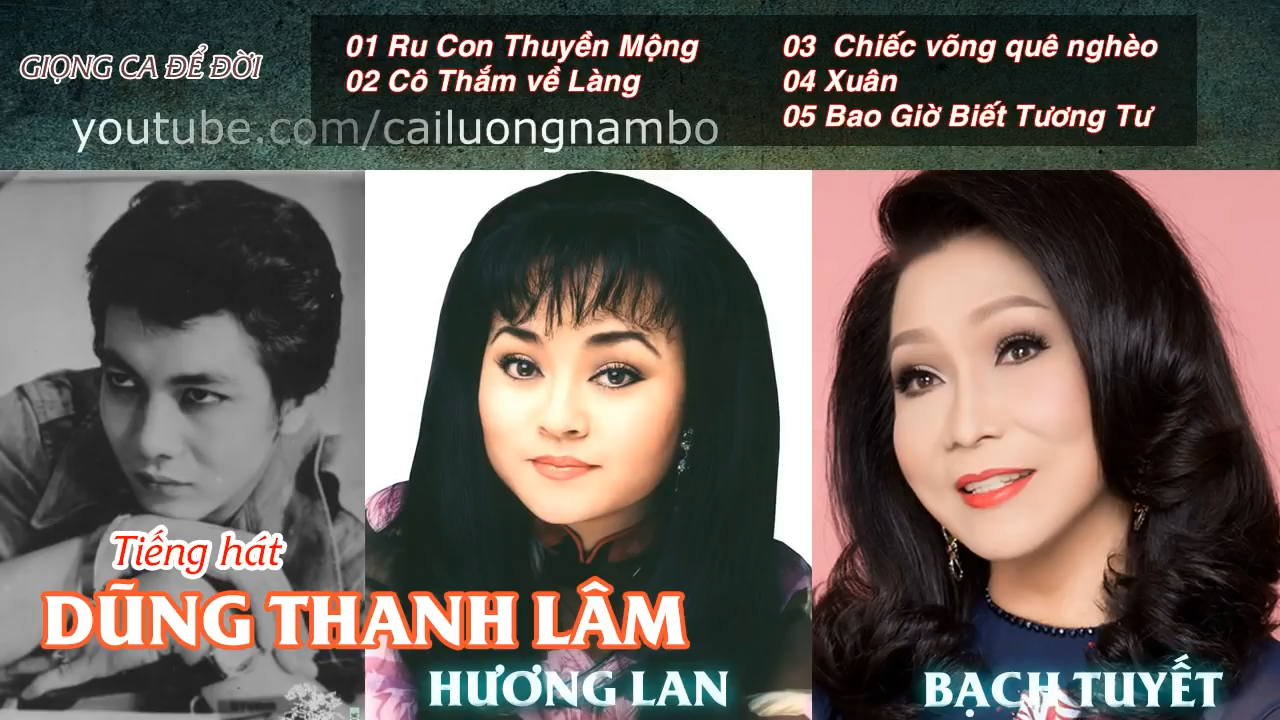 GIỌNG CA ĐỂ ĐỜI
01 Ru Con Thuyền Mộng
02 Cô Thắm về Làng
03 Chiếc võng quê nghèo
04 Xuân
05 Bao Giờ Biết Tương Tư
youtube.com/cailuongnambo
Tiếng hát
DŨNG THANH LÂM
HƯƠNG LAN
BẠCH TUYẾT